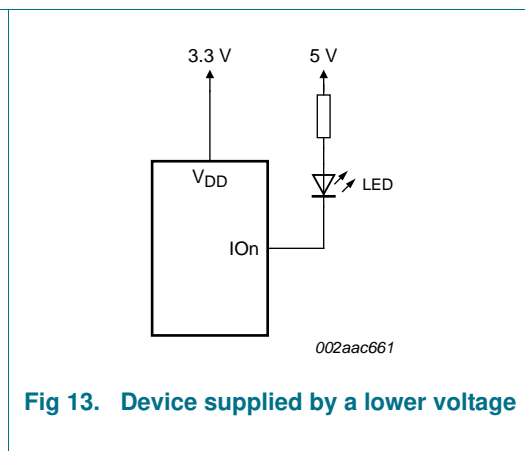 3.3 V
5 V
VDD
LED
IOn
002aac661
Fig 13. Device supplied by a lower voltage